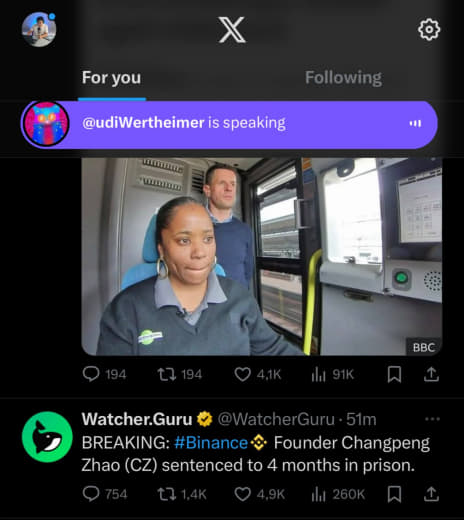 X
For you
Following
@udiWertheimer is speaking
BBC
194
194
4,1K
91K
Watcher.Guru @WatcherGuru · 51m
BREAKING: #Binance Founder Changpeng
Zhao (CZ) sentenced to 4 months in prison.
754
1,4K
4,9K
260K